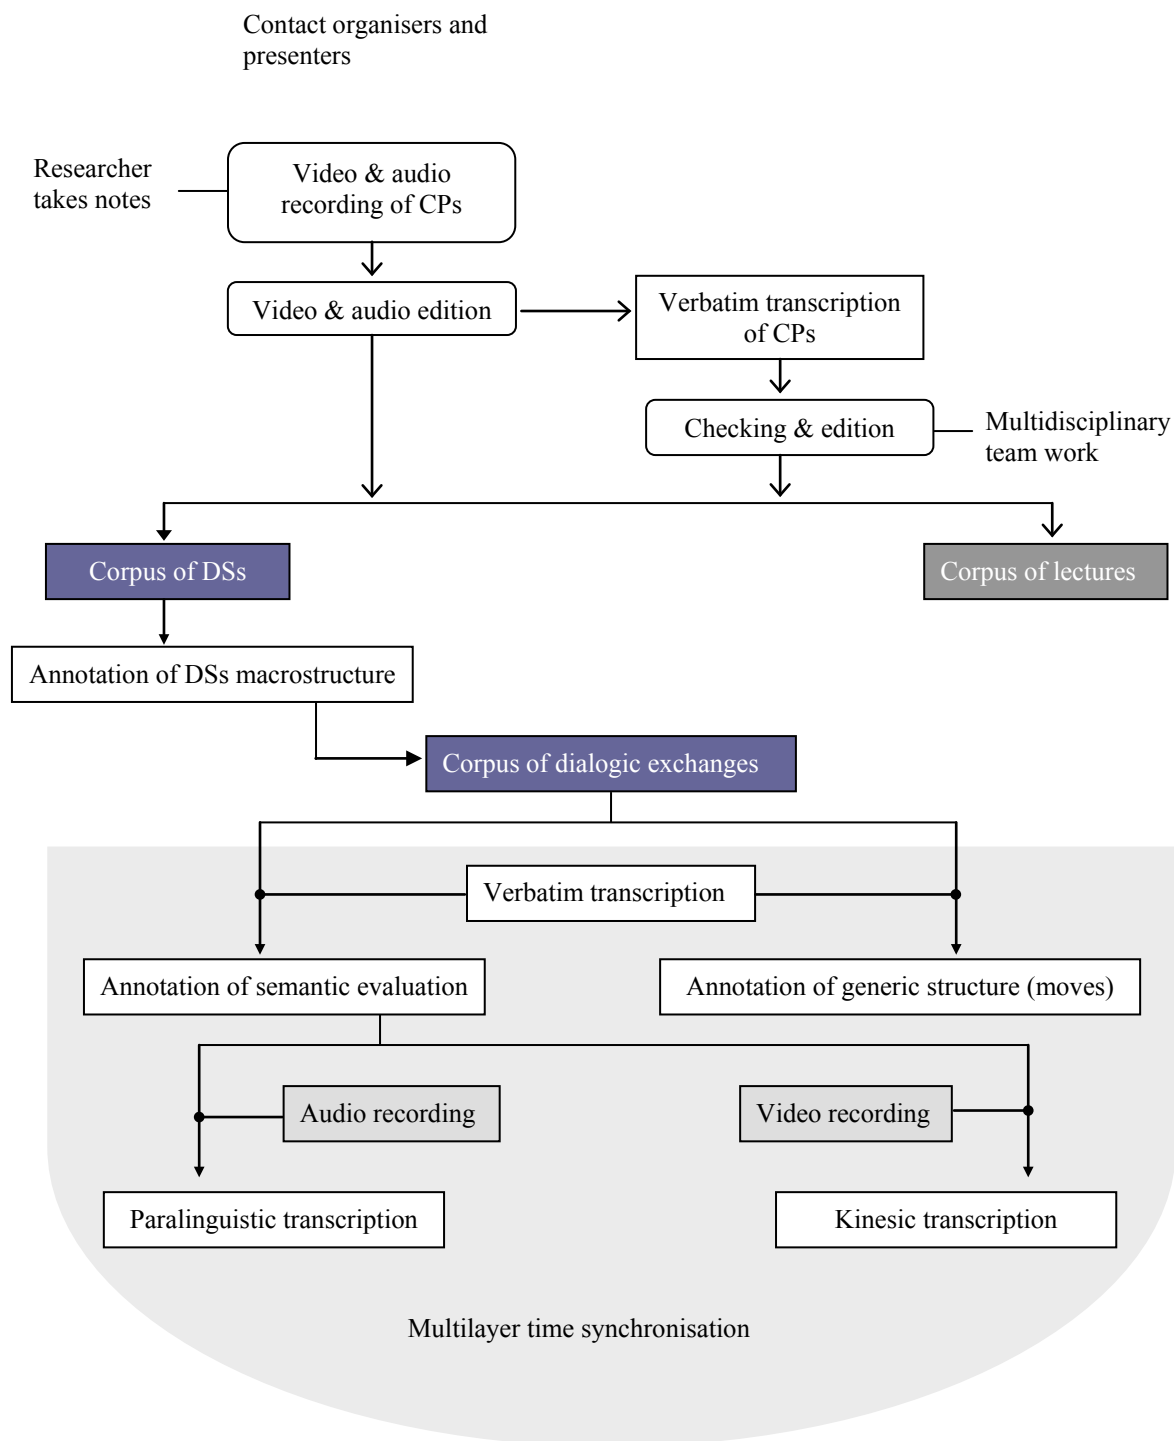 Contact organisers and
presenters
Researcher
takes notes
Video & audio
recording of CPs
Video & audio edition
Verbatim transcription
of CPs
Checking & edition
Multidisciplinary
team work
Corpus of DSs
Corpus of lectures
Annotation of DSs macrostructure
Corpus of dialogic exchanges
Verbatim transcription
Annotation of semantic evaluation
Annotation of generic structure (moves)
Audio recording
Video recording
Paralinguistic transcription
Kinesic transcription
Multilayer time synchronisation